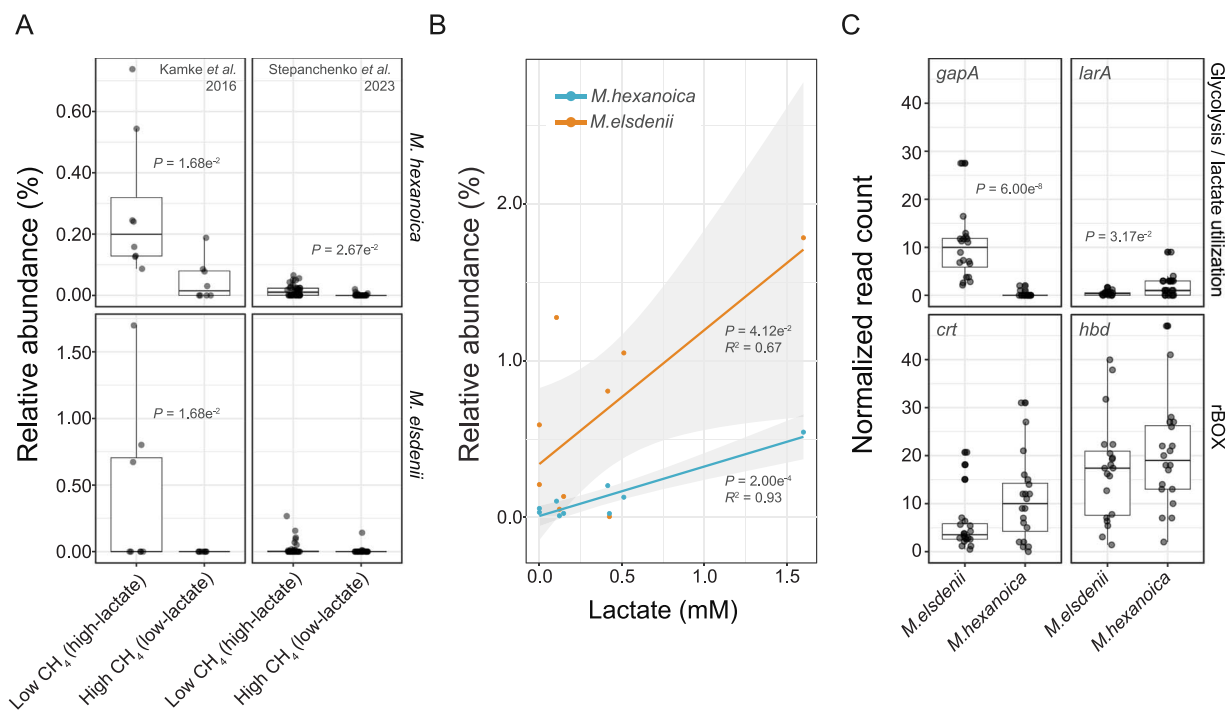 A
Kamke et al.
2016
Stepanchenko et al.
2023
M. hexanoica
M. elsdenii
Relative abundance (%)
0.60
0.40
0.20
0.00
P = 1.68e-2
P = 2.67e-2
1.50
1.00
0.50
0.00
P = 1.68e-2
Low CH4 (high-lactate)
High CH4 (low-lactate)
Low CH4 (high-lactate)
High CH4 (low-lactate)
B
M.hexanoica
M.elsdenii
Relative abundance (%)
2.0
1.0
0.0
P = 4.12e-2
R2 = 0.67
P = 2.00e-4
R2 = 0.93
0.0
0.5
1.0
1.5
Lactate (mM)
C
gapA
larA
Glycolysis / lactate utilization
Normalized read count
40
30
20
10
0
P = 6.00e-8
P = 3.17e-2
crt
hbd
rBOX
40
30
20
10
0
M.elsdenii
M.hexanoica
M.elsdenii
M.hexanoica